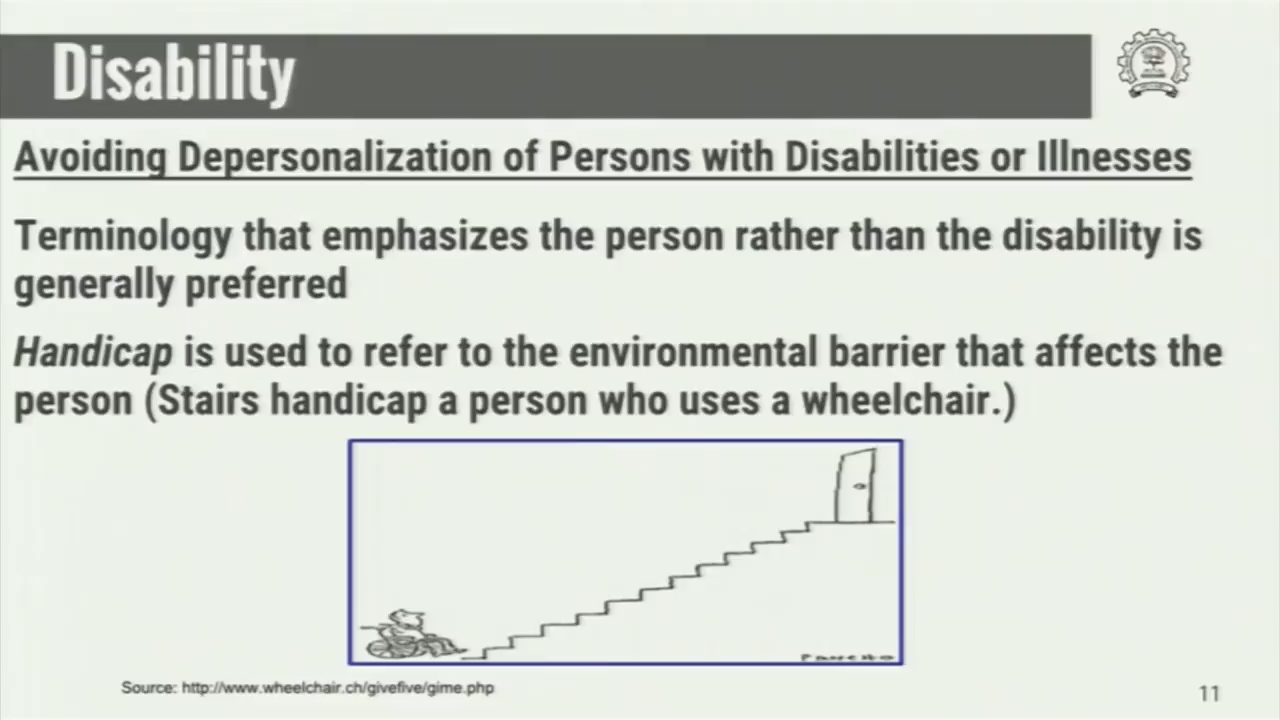 Disability
Avoiding Depersonalization of Persons with Disabilities or Illnesses
Terminology that emphasizes the person rather than the disability is
generally preferred
Handicap is used to refer to the environmental barrier that affects the
person (Stairs handicap a person who uses a wheelchair.)
PANCHO
Source: http://www.wheelchair.ch/givefive/gime.php
11